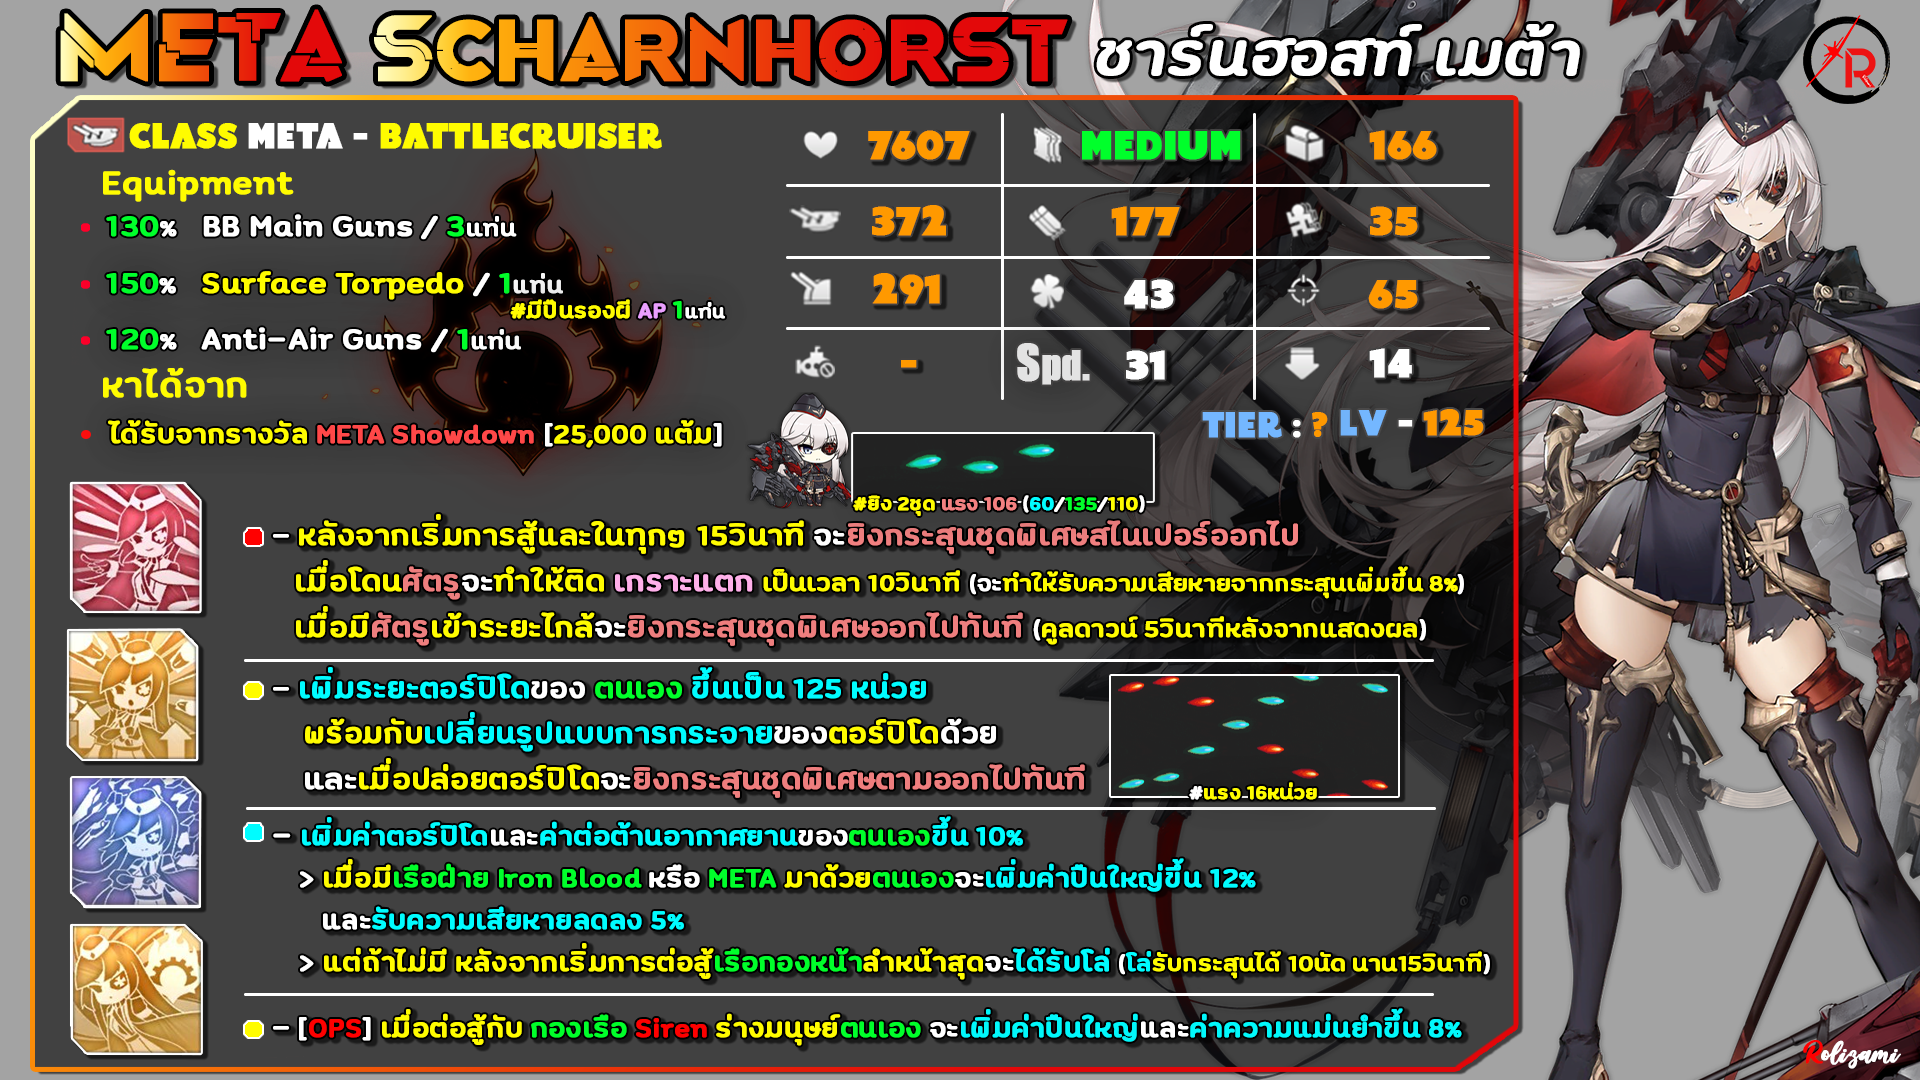 META SCHARNHORST ชาร์นฮอสท์ เมต้า
R
CLASS META - BATTLECRUISER
Equipment
130% BB Main Guns / 3แท่น
150% Surface Torpedo / 1แท่น
#มีปืนรองผี AP 1แท่น
120% Anti-Air Guns / 1แท่น
หาได้จาก
ได้รับจากรางวัล META Showdown [25,000 แต้ม]
7607 MEDIUM 166
372 177 35
291 43 65
- Spd. 31 14
TIER : ? LV - 125
#ยิง 2ชุด แรง 106 (60/135/110)
- หลังจากเริ่มการสู้และในทุกๆ 15วินาที จะยิงกระสุนชุดพิเศษสไนเปอร์ออกไป
เมื่อโดนศัตรูจะทำให้ติด เกราะแตก เป็นเวลา 10วินาที (จะทำให้รับความเสียหายจากกระสุนเพิ่มขึ้น 8%)
เมื่อมีศัตรูเข้าระยะใกล้จะยิงกระสุนชุดพิเศษออกไปทันที (คูลดาวน์ 5วินาทีหลังจากแสดงผล)
- เพิ่มระยะตอร์ปิโดของ ตนเอง ขึ้นเป็น 125 หน่วย
พร้อมกับเปลี่ยนรูปแบบการกระจายของตอร์ปิโดด้วย
และเมื่อปล่อยตอร์ปิโดจะยิงกระสุนชุดพิเศษตามออกไปทันที
#แรง 16หน่วย
- เพิ่มค่าตอร์ปิโดและค่าต่อต้านอากาศยานของตนเองขึ้น 10%
> เมื่อมีเรือฝ่าย Iron Blood หรือ META มาด้วยตนเองจะเพิ่มค่าปืนใหญ่ขึ้น 12%
และรับความเสียหายลดลง 5%
> แต่ถ้าไม่มี หลังจากเริ่มการต่อสู้เรือกองหน้าลำหน้าสุดจะได้รับโล่ (โล่รับกระสุนได้ 10นัด นาน15วินาที)
- [OPS] เมื่อต่อสู้กับ กองเรือ Siren ร่างมนุษย์ตนเอง จะเพิ่มค่าปืนใหญ่และค่าความแม่นยำขึ้น 8%
Rolizami